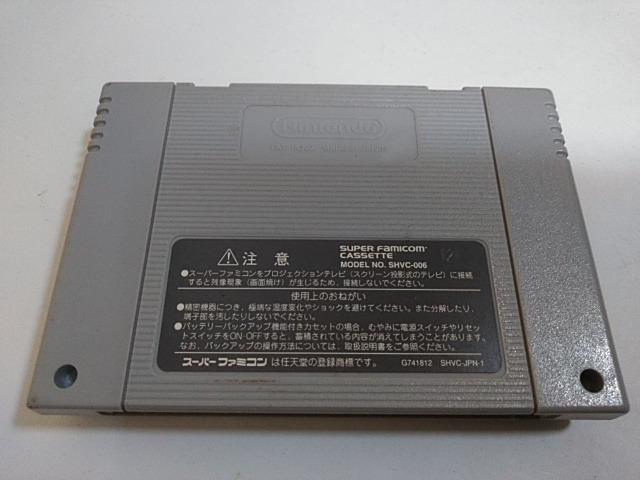 Nintendo
⚠注意
SUPER FAMICOM
CASSETTE
MODEL NO. SHVC-006
●スーパーファミコンをプロジェクションテレビ(スクリーン投影式のテレビ)に接続
すると残像現象(画面焼け)が生じるため、接続しないでください。
使用上のおねがい
●精密機器につき、極端な温度変化やショックを避けてください。また分解したり、
端子部を汚したりしないでください。
●バッテリーバックアップ機能付きカセットの場合、むやみに電源スイッチやリセッ
トスイッチをON・OFFすると、蓄積されている内容が消えてしまうことがあります。
なお、バックアップの操作方法については、取扱説明書をご参照ください。
スーパーファミコンは任天堂の登録商標です。
G741812 SHVC-JPN-1